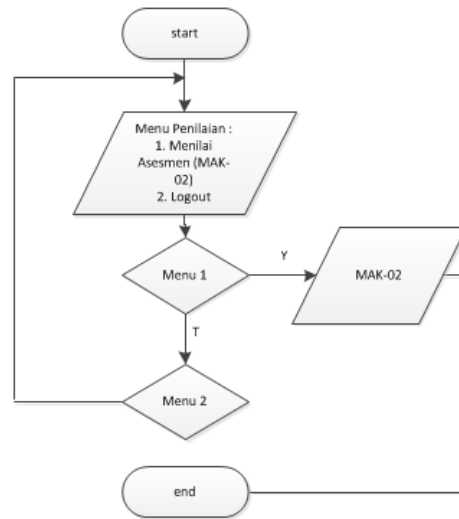 start
Menu Penilaian :
1. Menilai
Asesmen (MAK-
02)
2. Logout
Menu 1
Y
MAK-02
T
Menu 2
end